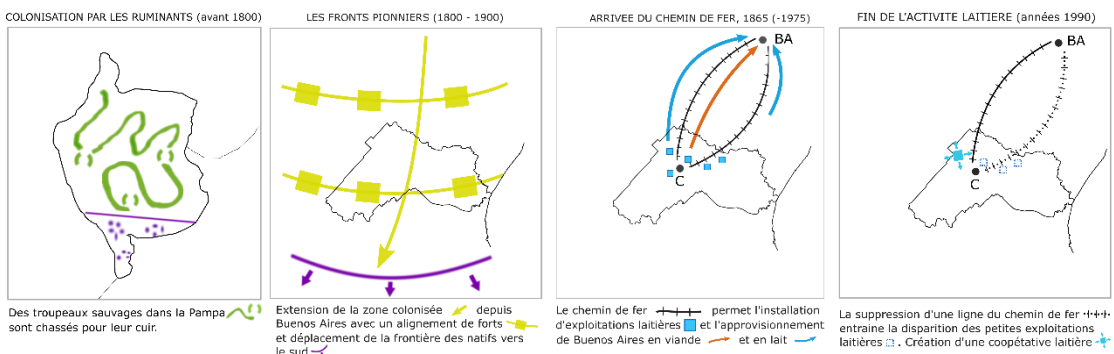 COLONISATION PAR LES RUMINANTS (avant 1800)
Des troupeaux sauvages dans la Pampa
sont chassés pour leur cuir.
LES FRONTS PIONNIERS (1800 - 1900)
Extension de la zone colonisée depuis
Buenos Aires avec un alignement de forts
et déplacement de la frontière des natifs vers
le sud
ARRIVEE DU CHEMIN DE FER, 1865 (-1975)
BA
C
Le chemin de fer permet l'installation
d'exploitations laitières et l'approvisionnement
de Buenos Aires en viande et en lait
FIN DE L'ACTIVITE LAITIERE (années 1990)
BA
C
La suppression d'une ligne du chemin de fer
entraine la disparition des petites exploitations
laitières . Création d'une coopétative laitière